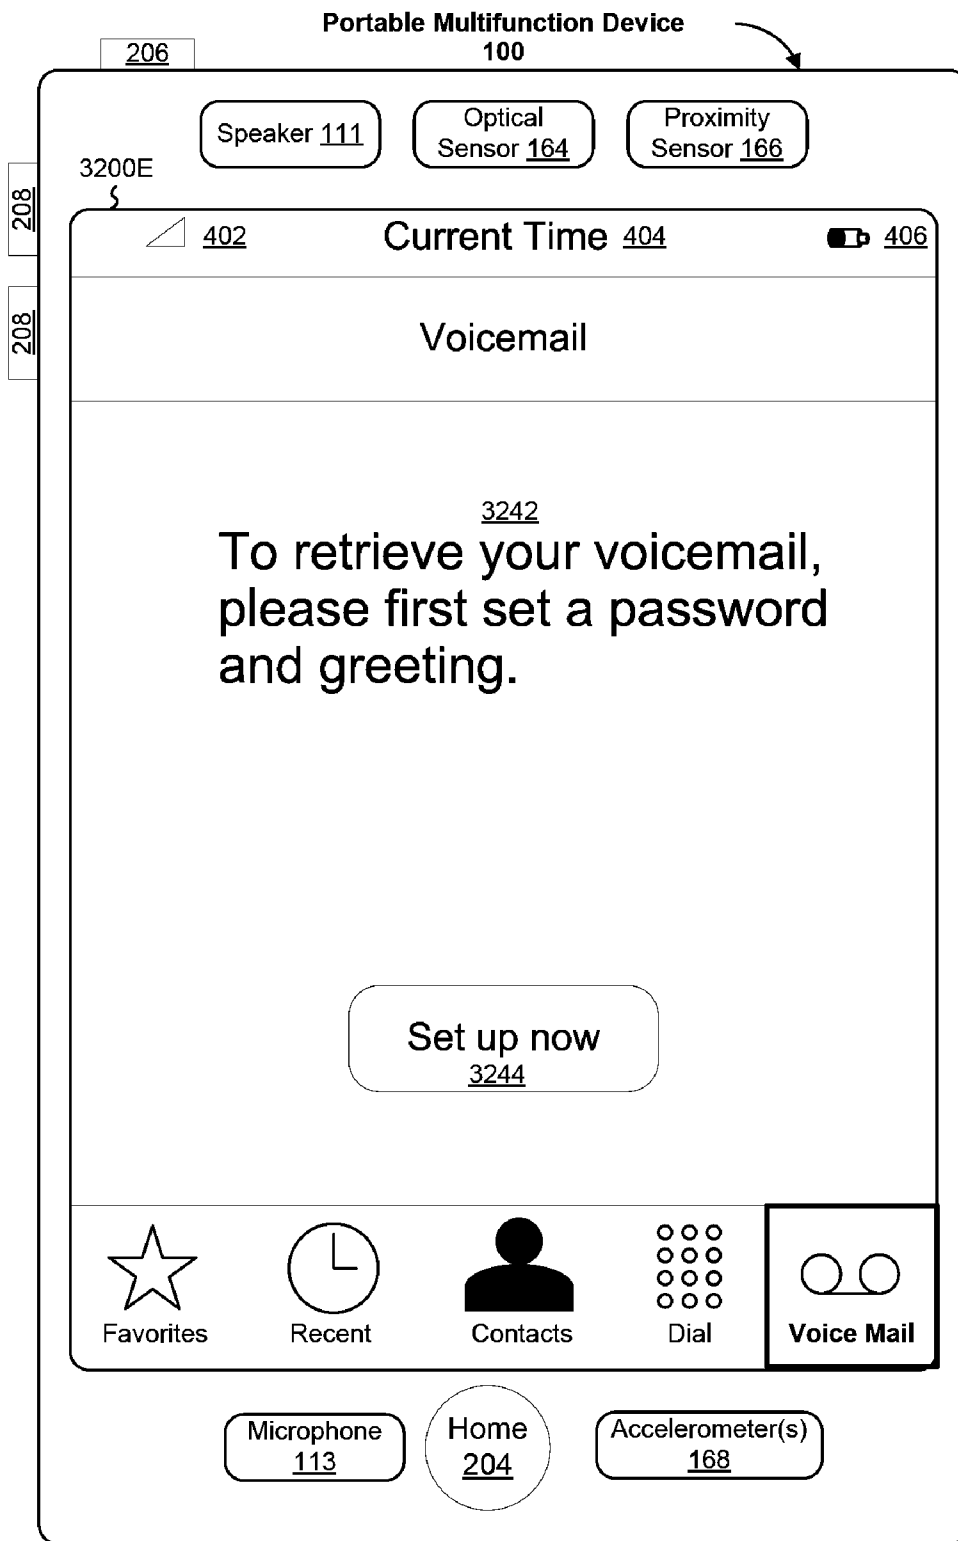 Portable Multifunction Device
100
206
Speaker 111
Optical
Sensor 164
Proximity
Sensor 166
3200E
208
208
402
Current Time 404
406
Voicemail
3242
To retrieve your voicemail,
please first set a password
and greeting.
Set up now
3244
Favorites
Recent
Contacts
Dial
Voice Mail
Microphone
113
Home
204
Accelerometer(s)
168